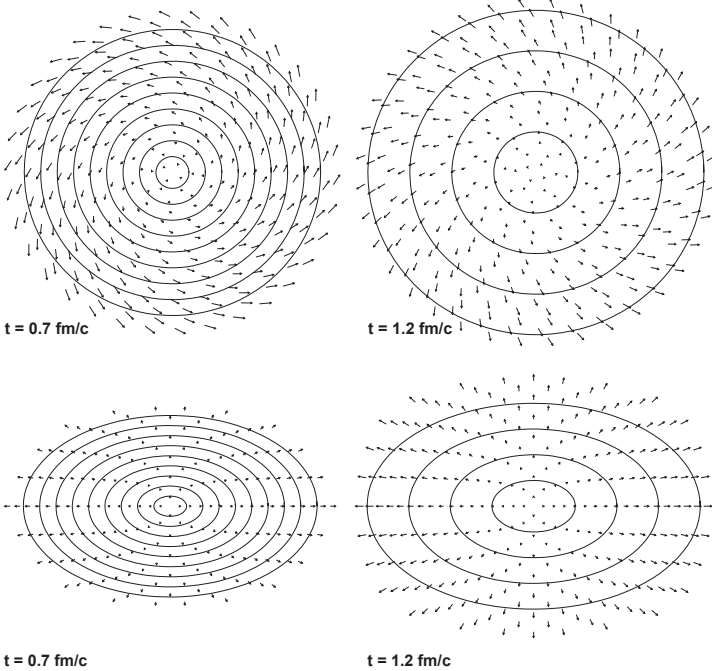 t = 0.7 fm/c
t = 1.2 fm/c
t = 0.7 fm/c
t = 1.2 fm/c